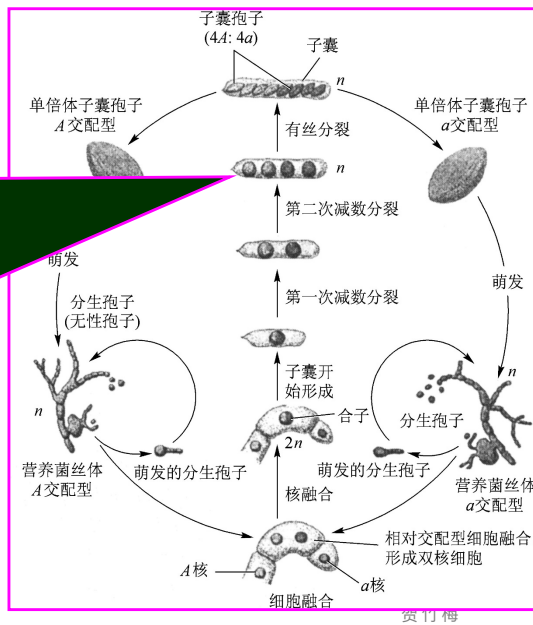 子囊孢子
(4A: 4a)
子囊
n
单倍体子囊孢子
A交配型
单倍体子囊孢子
a交配型
有丝分裂
n
第二次减数分裂
萌发
萌发
分生孢子
(无性孢子)
第一次减数分裂
n
子囊开
始形成
n
合子
分生孢子
2n
营养菌丝体
A交配型
萌发的分生孢子
萌发的分生孢子
营养菌丝体
a交配型
核融合
相对交配型细胞融合
形成双核细胞
A核
a核
细胞融合